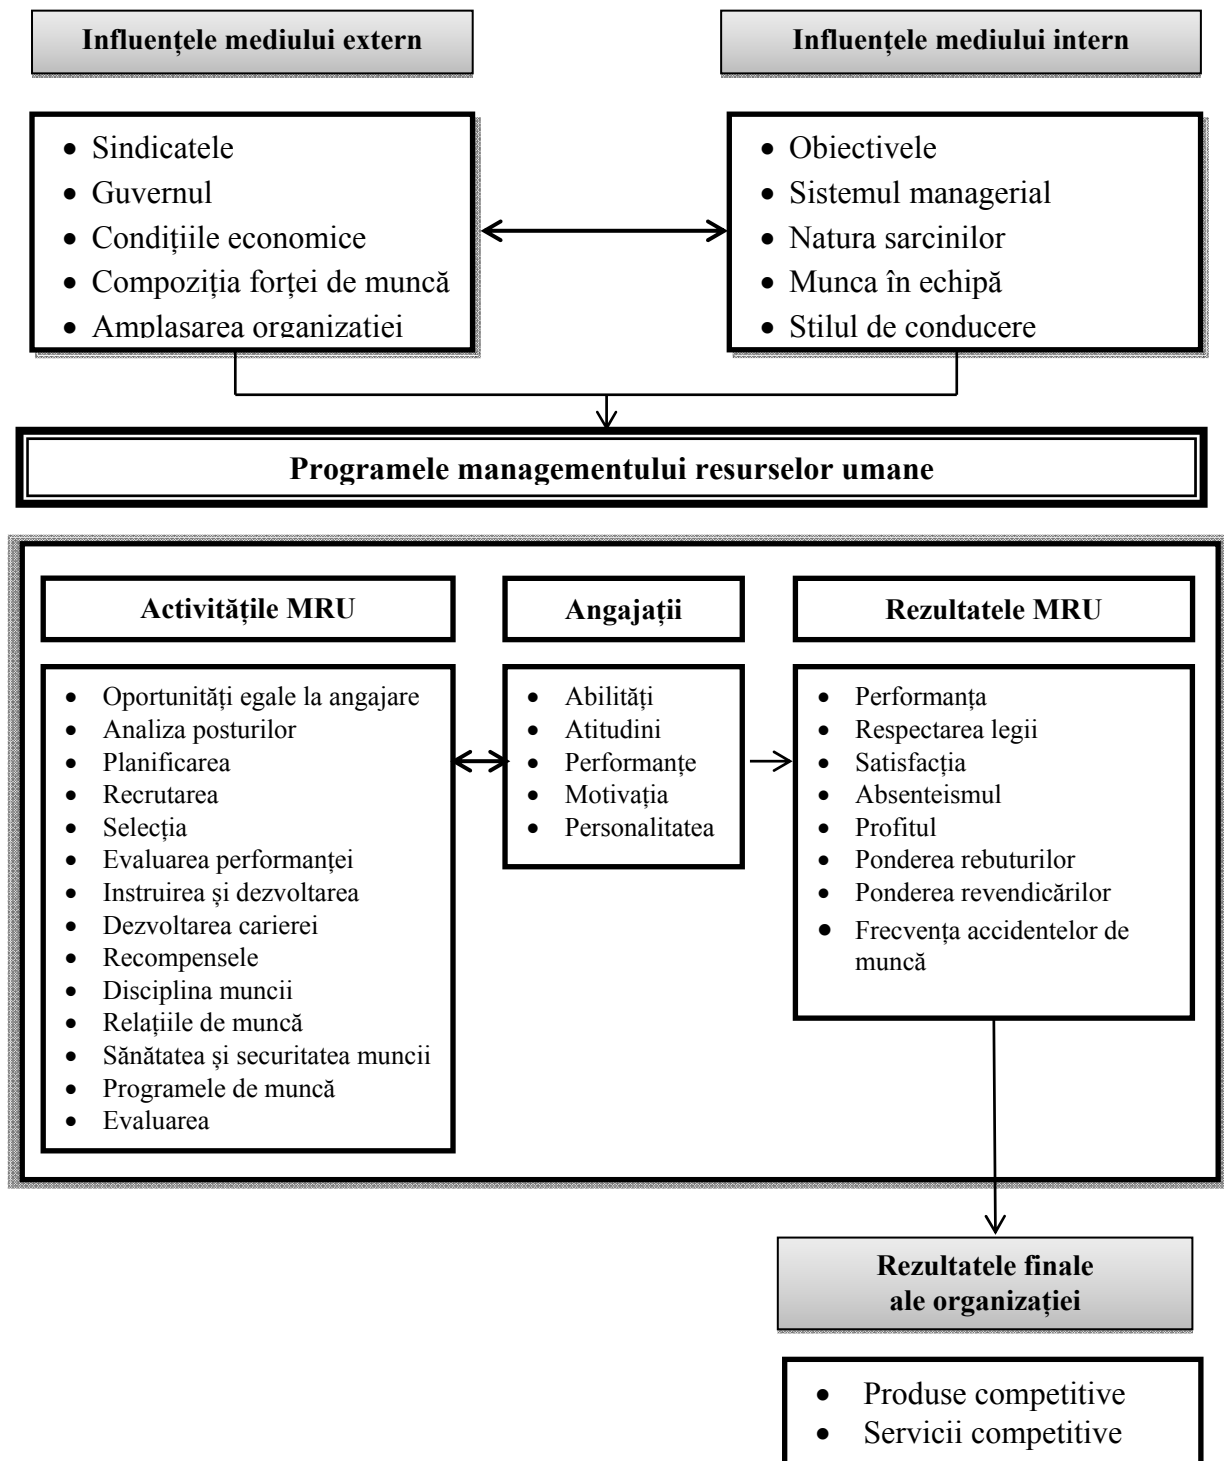 Influențele mediului extern
Influențele mediului intern
• Sindicatele
• Guvernul
• Condițiile economice
• Compoziția forței de muncă
• Amplasarea organizației
• Obiectivele
• Sistemul managerial
• Natura sarcinilor
• Munca în echipă
• Stilul de conducere
Programele managementului resurselor umane
Activitățile MRU
• Oportunități egale la angajare
• Analiza posturilor
• Planificarea
• Recrutarea
• Selecția
• Evaluarea performanței
• Instruirea și dezvoltarea
• Dezvoltarea carierei
• Recompensele
• Disciplina muncii
• Relațiile de muncă
• Sănătatea și securitatea muncii
• Programele de muncă
• Evaluarea
Angajații
• Abilități
• Atitudini
• Performanțe
• Motivația
• Personalitatea
Rezultatele MRU
• Performanța
• Respectarea legii
• Satisfacția
• Absenteismul
• Profitul
• Ponderea rebuturilor
• Ponderea revendicărilor
• Frecvența accidentelor de
muncă
Rezultatele finale
ale organizației
• Produse competitive
• Servicii competitive